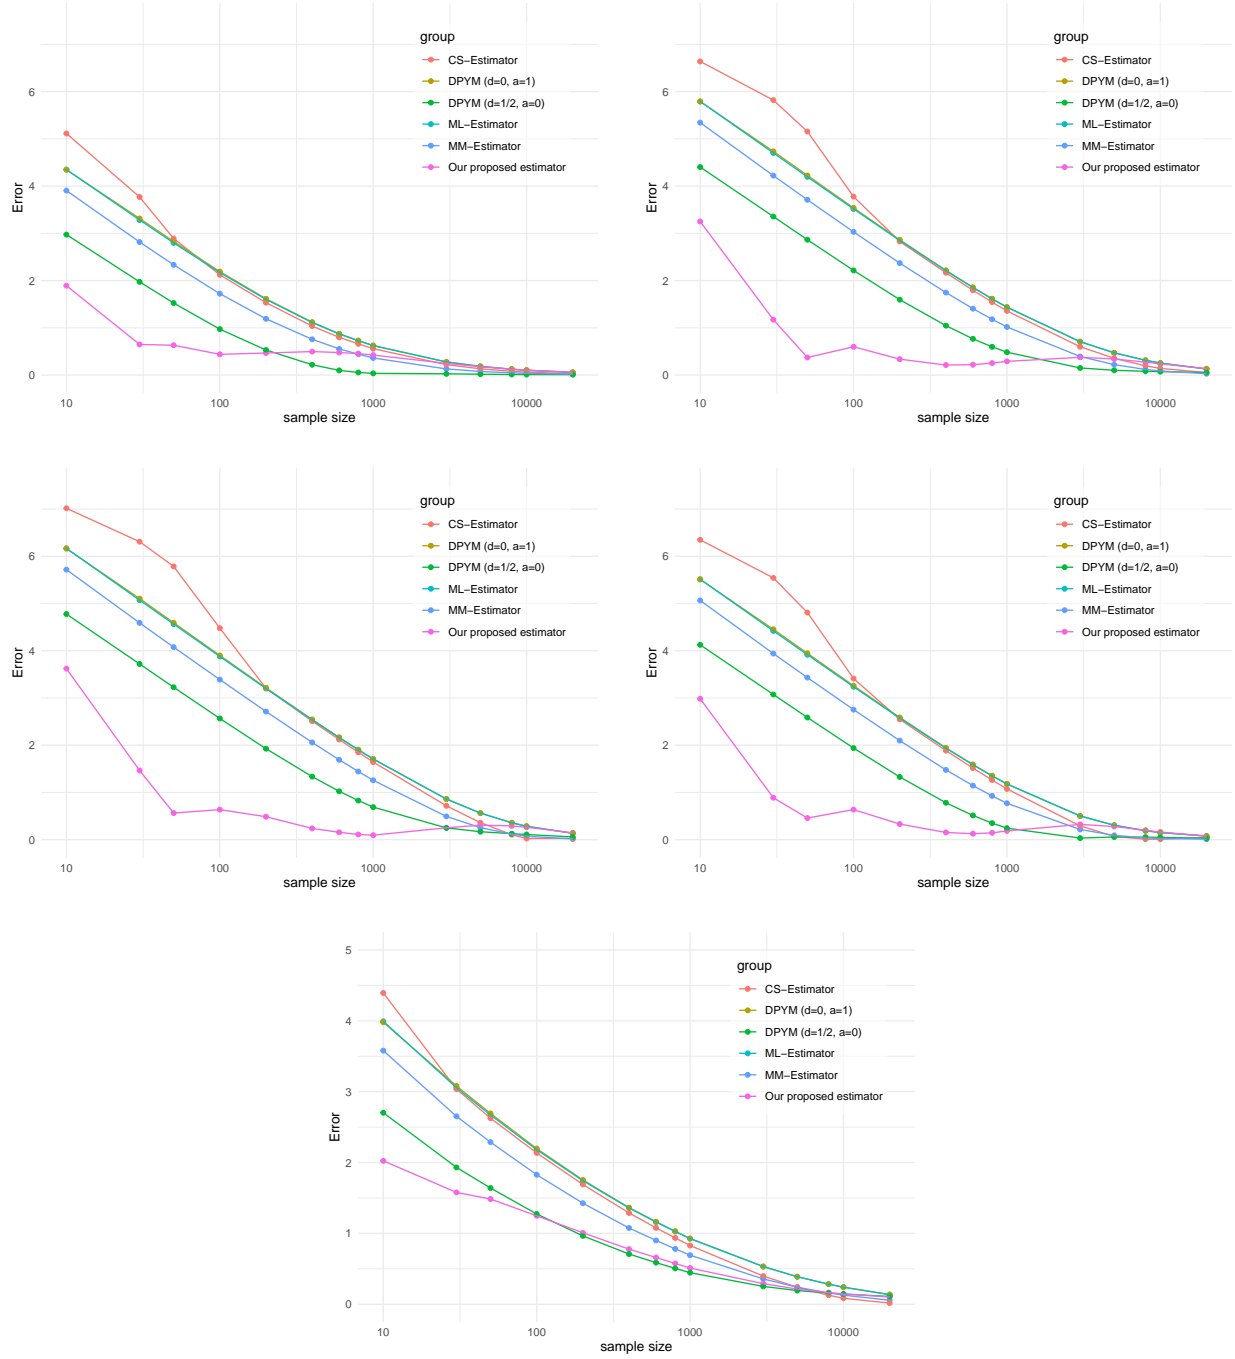 group
CS−Estimator
DPYM (d=0, a=1)
DPYM (d=1/2, a=0)
ML−Estimator
MM−Estimator
Our proposed estimator
Error
6
4
2
0
10
100
1000
10000
sample size
group
CS−Estimator
DPYM (d=0, a=1)
DPYM (d=1/2, a=0)
ML−Estimator
MM−Estimator
Our proposed estimator
Error
6
4
2
0
10
100
1000
10000
sample size
group
CS−Estimator
DPYM (d=0, a=1)
DPYM (d=1/2, a=0)
ML−Estimator
MM−Estimator
Our proposed estimator
Error
6
4
2
0
10
100
1000
10000
sample size
group
CS−Estimator
DPYM (d=0, a=1)
DPYM (d=1/2, a=0)
ML−Estimator
MM−Estimator
Our proposed estimator
Error
6
4
2
0
10
100
1000
10000
sample size
group
CS−Estimator
DPYM (d=0, a=1)
DPYM (d=1/2, a=0)
ML−Estimator
MM−Estimator
Our proposed estimator
Error
5
4
3
2
1
0
10
100
1000
10000
sample size